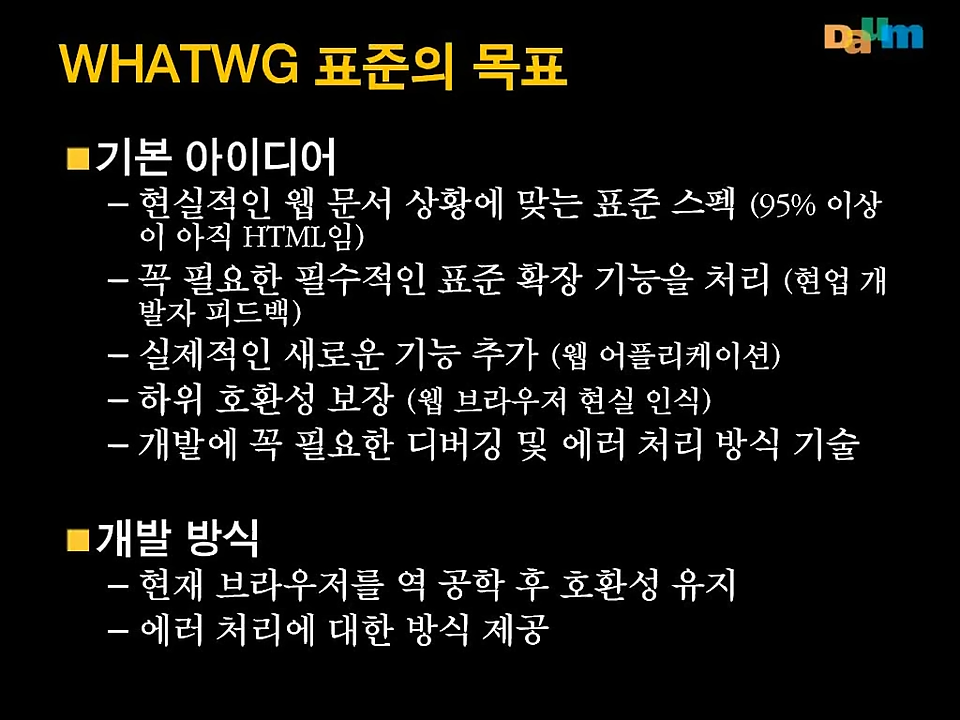 WHATWG 표준의 목표
Daum
기본 아이디어
– 현실적인 웹 문서 상황에 맞는 표준 스펙 (95% 이상
이 아직 HTML임)
– 꼭 필요한 필수적인 표준 확장 기능을 처리 (현업 개
발자 피드백)
– 실제적인 새로운 기능 추가 (웹 어플리케이션)
– 하위 호환성 보장 (웹 브라우저 현실 인식)
– 개발에 꼭 필요한 디버깅 및 에러 처리 방식 기술
개발 방식
– 현재 브라우저를 역 공학 후 호환성 유지
– 에러 처리에 대한 방식 제공